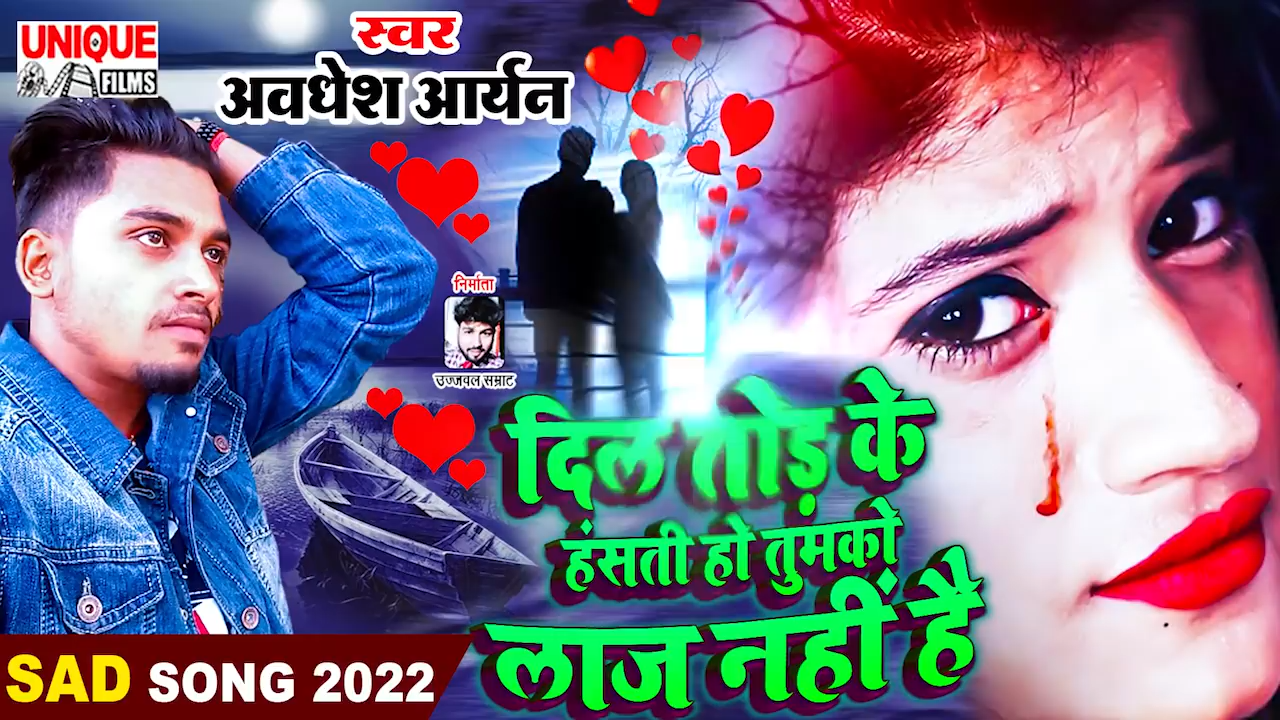 UNIQUE
FILMS
स्वर
अवधेश आर्यन
निर्माता
उज्जवल सम्राट
दिल तोड़ के
हंसती हो तुमको
लाज नहीं है
SAD SONG 2022